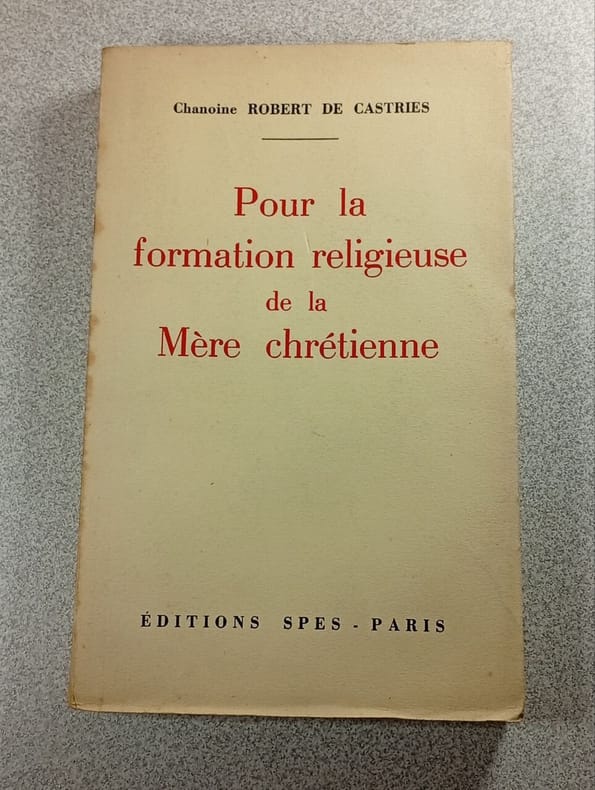 Chanoine ROBERT DE CASTRIES
Pour la
formation religieuse
de la
Mère chrétienne
ÉDITIONS SPES - PARIS